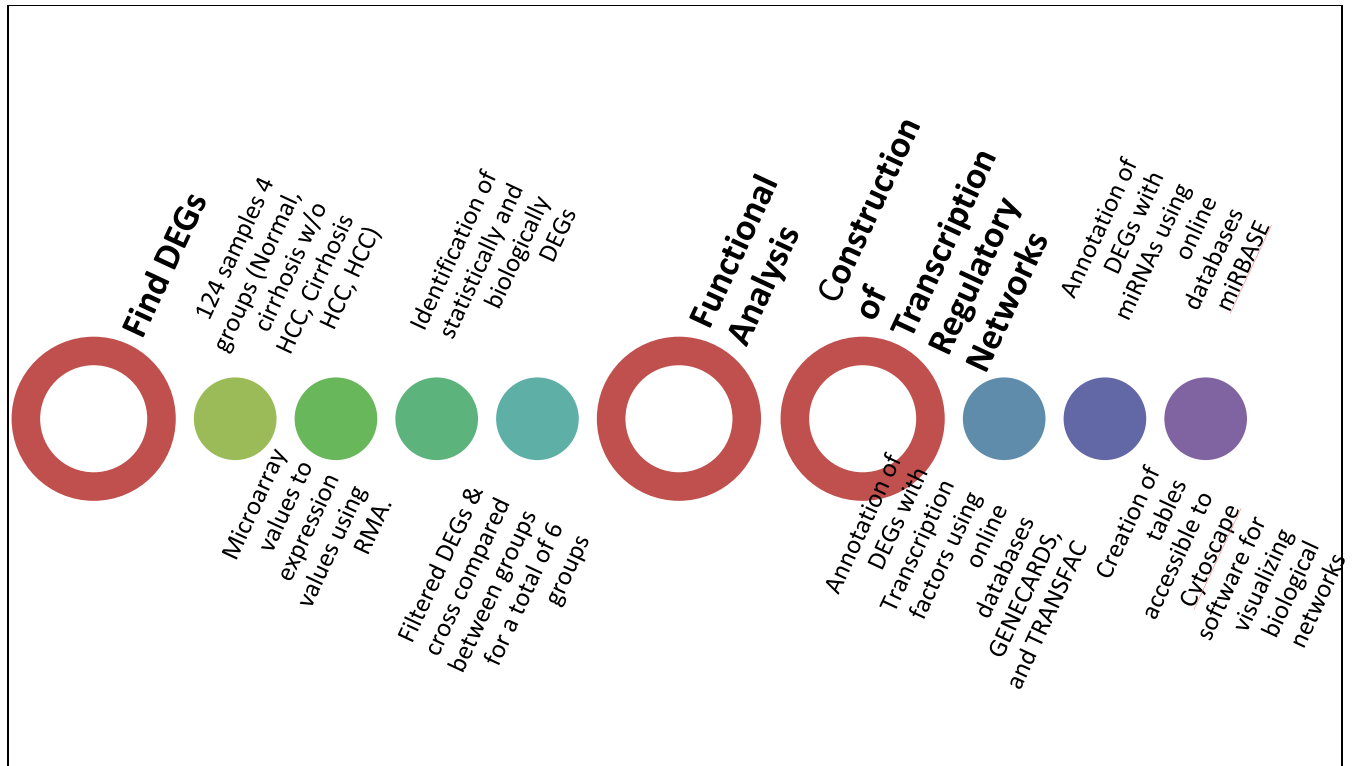 Find DEGs
124 samples 4
groups (Normal,
cirrhosis w/o
HCC, Cirrhosis
HCC, HCC)
Microarray
values to
expression
values using
RMA.
Identification of
statistically and
biologically
DEGs
Filtered DEGs &
cross compared
between groups
for a total of 6
groups
Functional
Analysis
Construction
of
Transcription
Regulatory
Networks
Annotation of
DEGs with
Transcription
factors using
online
databases
GENECARDS,
and TRANSFAC
Annotation of
DEGs with
miRNAs using
online
databases
miRBASE
Creation of
tables
accessible to
Cytoscape
software for
visualizing
biological
networks